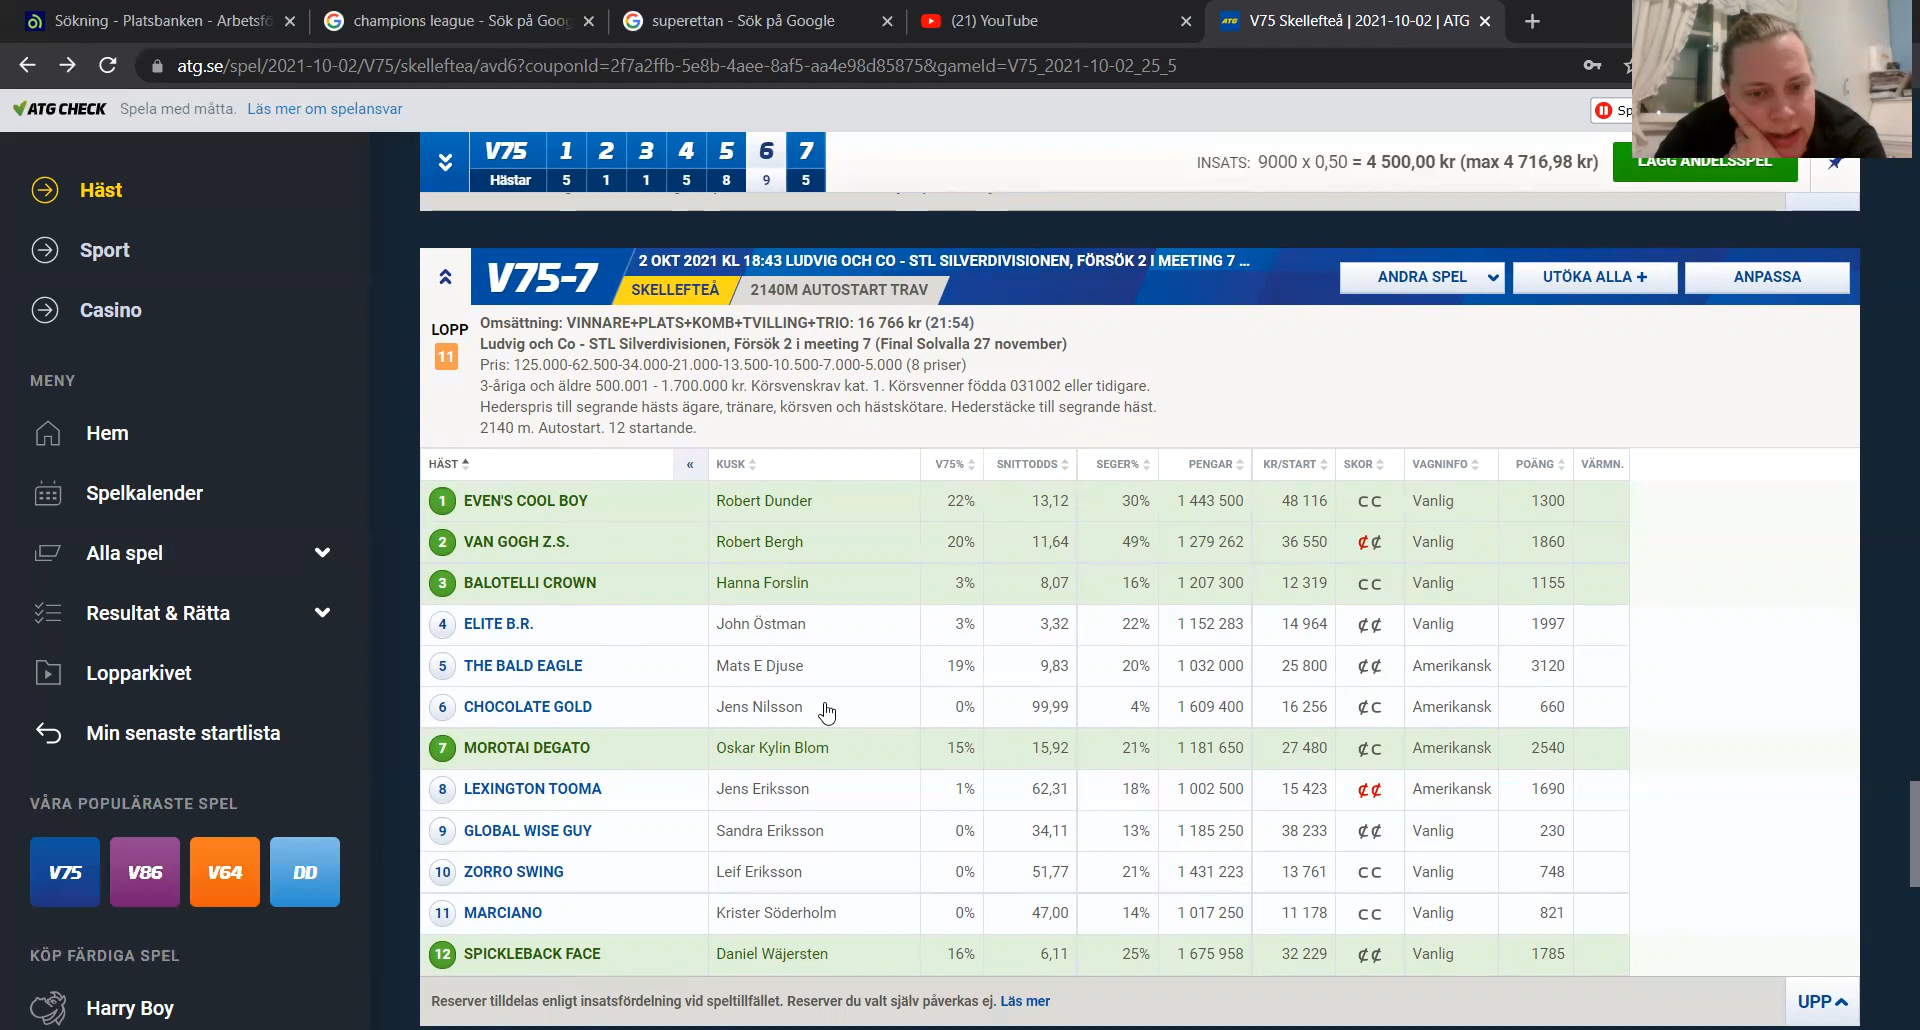 Sökning - Platsbanken - Arbetsfö
champions league - Sök på Goog
superettan - Sök på Google
(21) YouTube
V75 Skellefteå | 2021-10-02 | ATG
atg.se/spel/2021-10-02/V75/skelleftea/avd6?couponId=2f7a2ffb-5e8b-4aee-8af5-aa4e98d85875&gameId=V75_2021-10-02_25_5
ATG CHECK Spela med måtta. Läs mer om spelansvar
Sp
Häst
Sport
Casino
MENY
Hem
Spelkalender
Alla spel
Resultat & Rätta
Lopparkivet
Min senaste startlista
VÅRA POPULÄRASTE SPEL
V75 V86 V64 DD
KÖP FÄRDIGA SPEL
Harry Boy
V75 1 2 3 4 5 6 7
Hästar 5 1 1 5 8 9 5
INSATS: 9000 x 0,50 = 4 500,00 kr (max 4 716,98 kr)
LÄGG ANDELSSPEL
V75-7
2 OKT 2021 KL 18:43 LUDVIG OCH CO - STL SILVERDIVISIONEN, FÖRSÖK 2 I MEETING 7 ...
SKELLEFTEÅ 2140M AUTOSTART TRAV
ANDRA SPEL UTÖKA ALLA + ANPASSA
LOPP
11
Omsättning: VINNARE+PLATS+KOMB+TVILLING+TRIO: 16 766 kr (21:54)
Ludvig och Co - STL Silverdivisionen, Försök 2 i meeting 7 (Final Solvalla 27 november)
Pris: 125.000-62.500-34.000-21.000-13.500-10.500-7.000-5.000 (8 priser)
3-åriga och äldre 500.001 - 1.700.000 kr. Körsvenskrav kat. 1. Körsvenner födda 031002 eller tidigare.
Hederspris till segrande hästs ägare, tränare, körsven och hästskötare. Hederstäcke till segrande häst.
2140 m. Autostart. 12 startande.
HÄST « KUSK V75% SNITTODDS SEGER% PENGAR KR/START SKOR VAGNINFO POÄNG VÄRMN.
1 EVEN'S COOL BOY Robert Dunder 22% 13,12 30% 1 443 500 48 116 C C Vanlig 1300
2 VAN GOGH Z.S. Robert Bergh 20% 11,64 49% 1 279 262 36 550 ₵ ₵ Vanlig 1860
3 BALOTELLI CROWN Hanna Forslin 3% 8,07 16% 1 207 300 12 319 C C Vanlig 1155
4 ELITE B.R. John Östman 3% 3,32 22% 1 152 283 14 964 ₵ ₵ Vanlig 1997
5 THE BALD EAGLE Mats E Djuse 19% 9,83 20% 1 032 000 25 800 ₵ ₵ Amerikansk 3120
6 CHOCOLATE GOLD Jens Nilsson 0% 99,99 4% 1 609 400 16 256 ₵ C Amerikansk 660
7 MOROTAI DEGATO Oskar Kylin Blom 15% 15,92 21% 1 181 650 27 480 ₵ C Amerikansk 2540
8 LEXINGTON TOOMA Jens Eriksson 1% 62,31 18% 1 002 500 15 423 ₵ ₵ Amerikansk 1690
9 GLOBAL WISE GUY Sandra Eriksson 0% 34,11 13% 1 185 250 38 233 ₵ ₵ Vanlig 230
10 ZORRO SWING Leif Eriksson 0% 51,77 21% 1 431 223 13 761 C C Vanlig 748
11 MARCIANO Krister Söderholm 0% 47,00 14% 1 017 250 11 178 C C Vanlig 821
12 SPICKLEBACK FACE Daniel Wäjersten 16% 6,11 25% 1 675 958 32 229 ₵ ₵ Vanlig 1785
Reserver tilldelas enligt insatsfördelning vid speltillfället. Reserver du valt själv påverkas ej. Läs mer
UPP